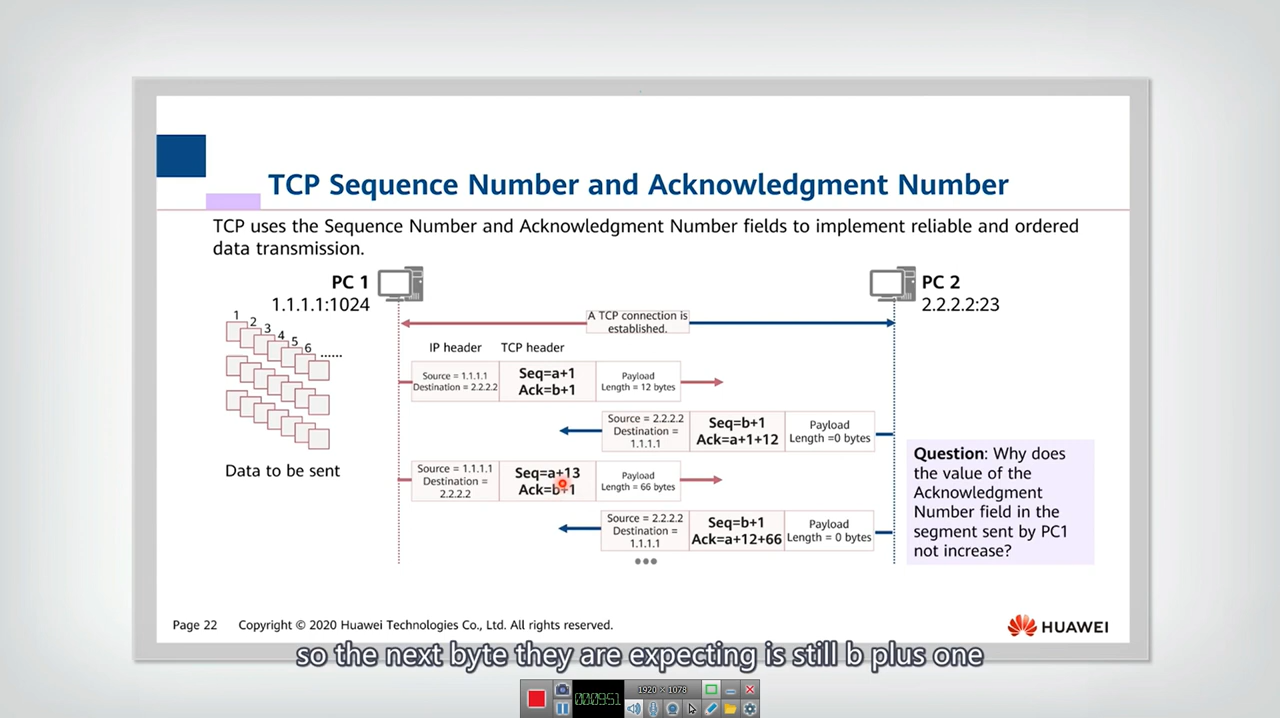 TCP Sequence Number and Acknowledgment Number
TCP uses the Sequence Number and Acknowledgment Number fields to implement reliable and ordered
data transmission.
PC 1
1.1.1.1:1024
PC 2
2.2.2.2:23
1
2
3
4
5
6
......
A TCP connection is
established.
IP header
TCP header
Source = 1.1.1.1
Destination = 2.2.2.2
Seq=a+1
Ack=b+1
Payload
Length = 12 bytes
Source = 2.2.2.2
Destination =
1.1.1.1
Seq=b+1
Ack=a+1+12
Payload
Length =0 bytes
Data to be sent
Source = 1.1.1.1
Destination =
2.2.2.2
Seq=a+13
Ack=b+1
Payload
Length = 66 bytes
Source = 2.2.2.2
Destination =
1.1.1.1
Seq=b+1
Ack=a+12+66
Payload
Length = 0 bytes
Question: Why does
the value of the
Acknowledgment
Number field in the
segment sent by PC1
not increase?
Page 22
Copyright © 2020 Huawei Technologies Co., Ltd. All rights reserved.
HUAWEI
so the next byte they are expecting is still b plus one
000951
1920 × 1078